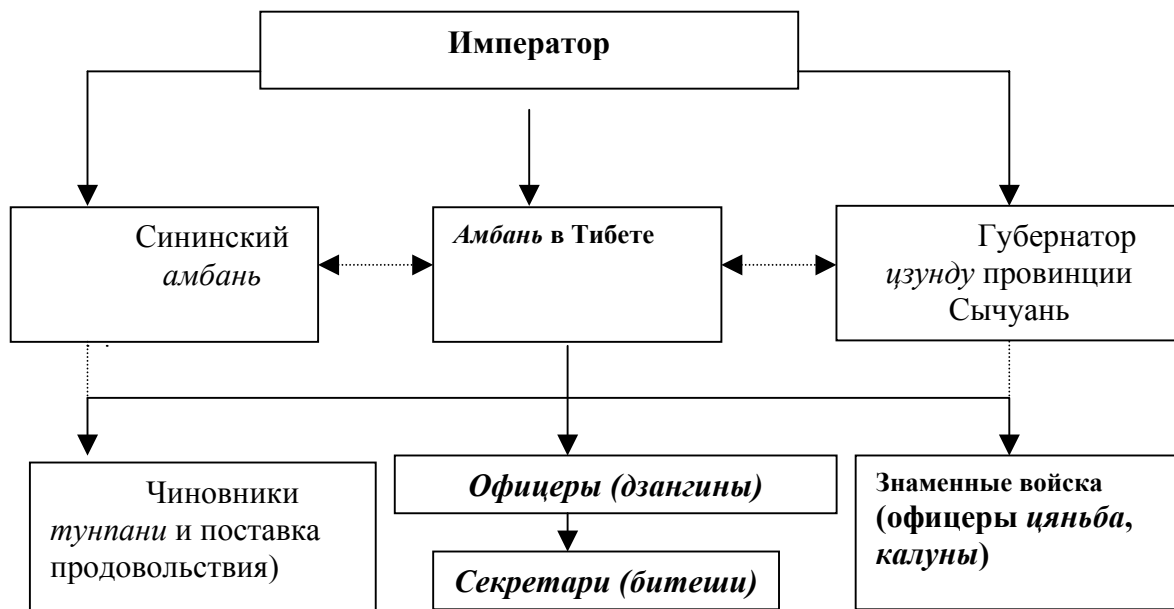 Император
Сининский
амбань
Амбань в Тибете
Губернатор
цзунду провинции
Сычуань
Чиновники
тунпани и поставка
продовольствия)
Офицеры (дзангины)
Секретари (битеши)
Знаменные войска
(офицеры цяньба,
калуны)